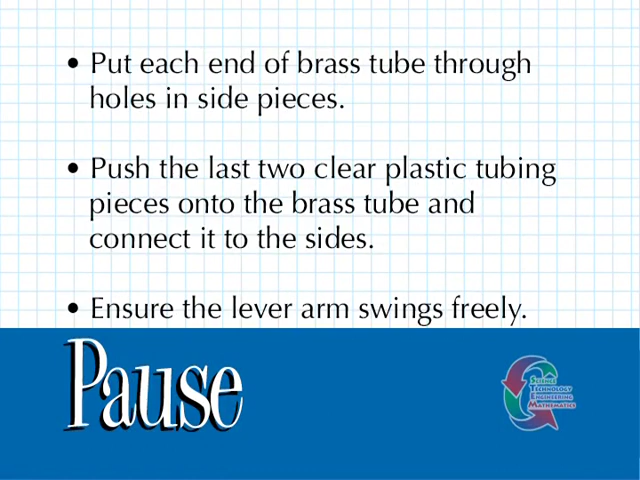 • Put each end of brass tube through
holes in side pieces.
• Push the last two clear plastic tubing
pieces onto the brass tube and
connect it to the sides.
• Ensure the lever arm swings freely.
Pause
Science
Technology
Engineering
Mathematics